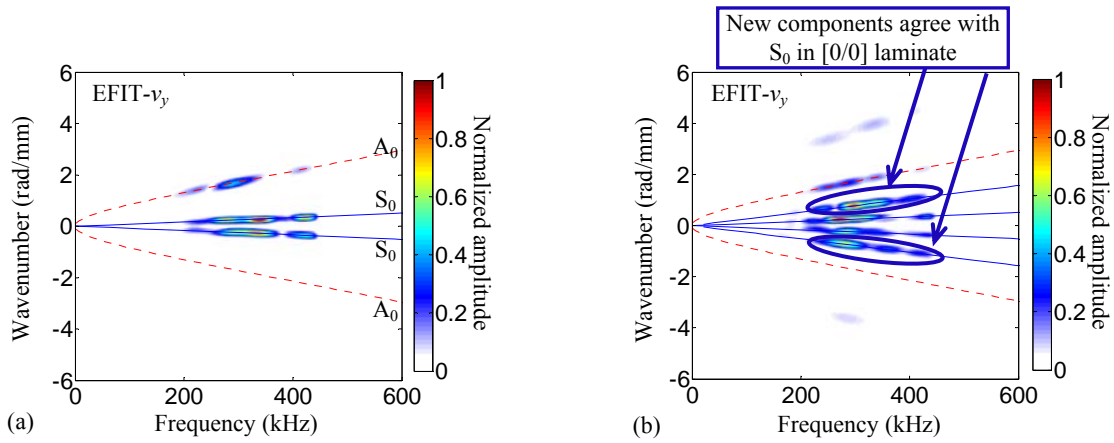 New components agree with
S₀ in [0/0] laminate
EFIT-vy
A₀
S₀
S₀
A₀
6
4
2
0
-2
-4
-6
0
200
400
600
Wavenumber (rad/mm)
Frequency (kHz)
1
0.8
0.6
0.4
0.2
0
Normalized amplitude
(a)
EFIT-vy
6
4
2
0
-2
-4
-6
0
200
400
600
Wavenumber (rad/mm)
Frequency (kHz)
1
0.8
0.6
0.4
0.2
0
Normalized amplitude
(b)